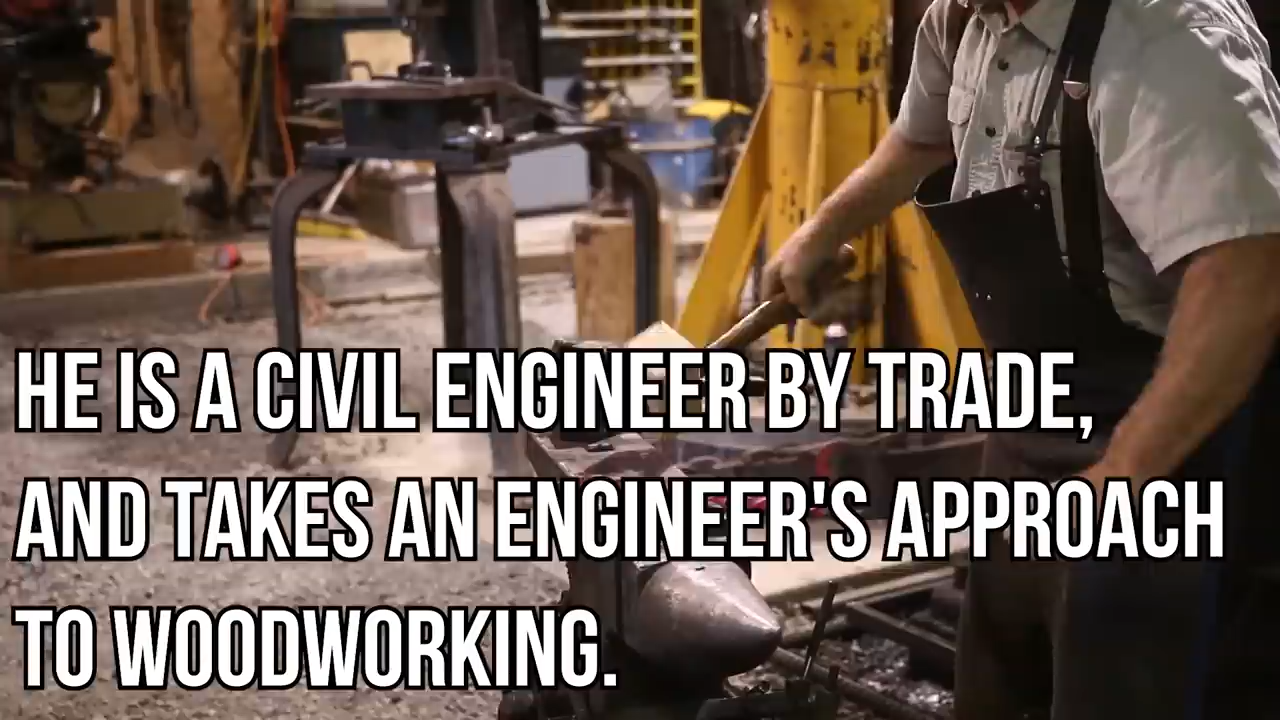 HE IS A CIVIL ENGINEER BY TRADE,
AND TAKES AN ENGINEER'S APPROACH
TO WOODWORKING.